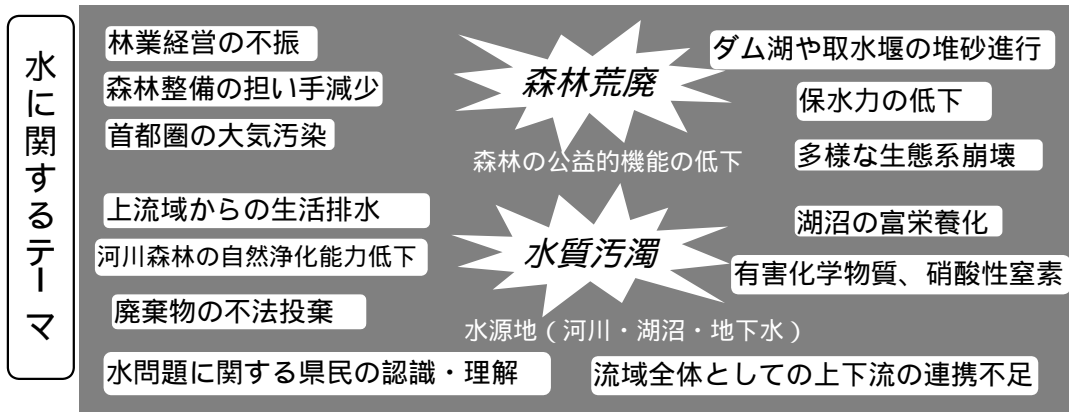 水に関するテーマ
林業経営の不振
森林整備の担い手減少
首都圏の大気汚染
森林荒廃
森林の公益的機能の低下
ダム湖や取水堰の堆砂進行
保水力の低下
多様な生態系崩壊
上流域からの生活排水
河川森林の自然浄化能力低下
廃棄物の不法投棄
水質汚濁
水源地(河川・湖沼・地下水)
湖沼の富栄養化
有害化学物質、硝酸性窒素
水問題に関する県民の認識・理解
流域全体としての上下流の連携不足